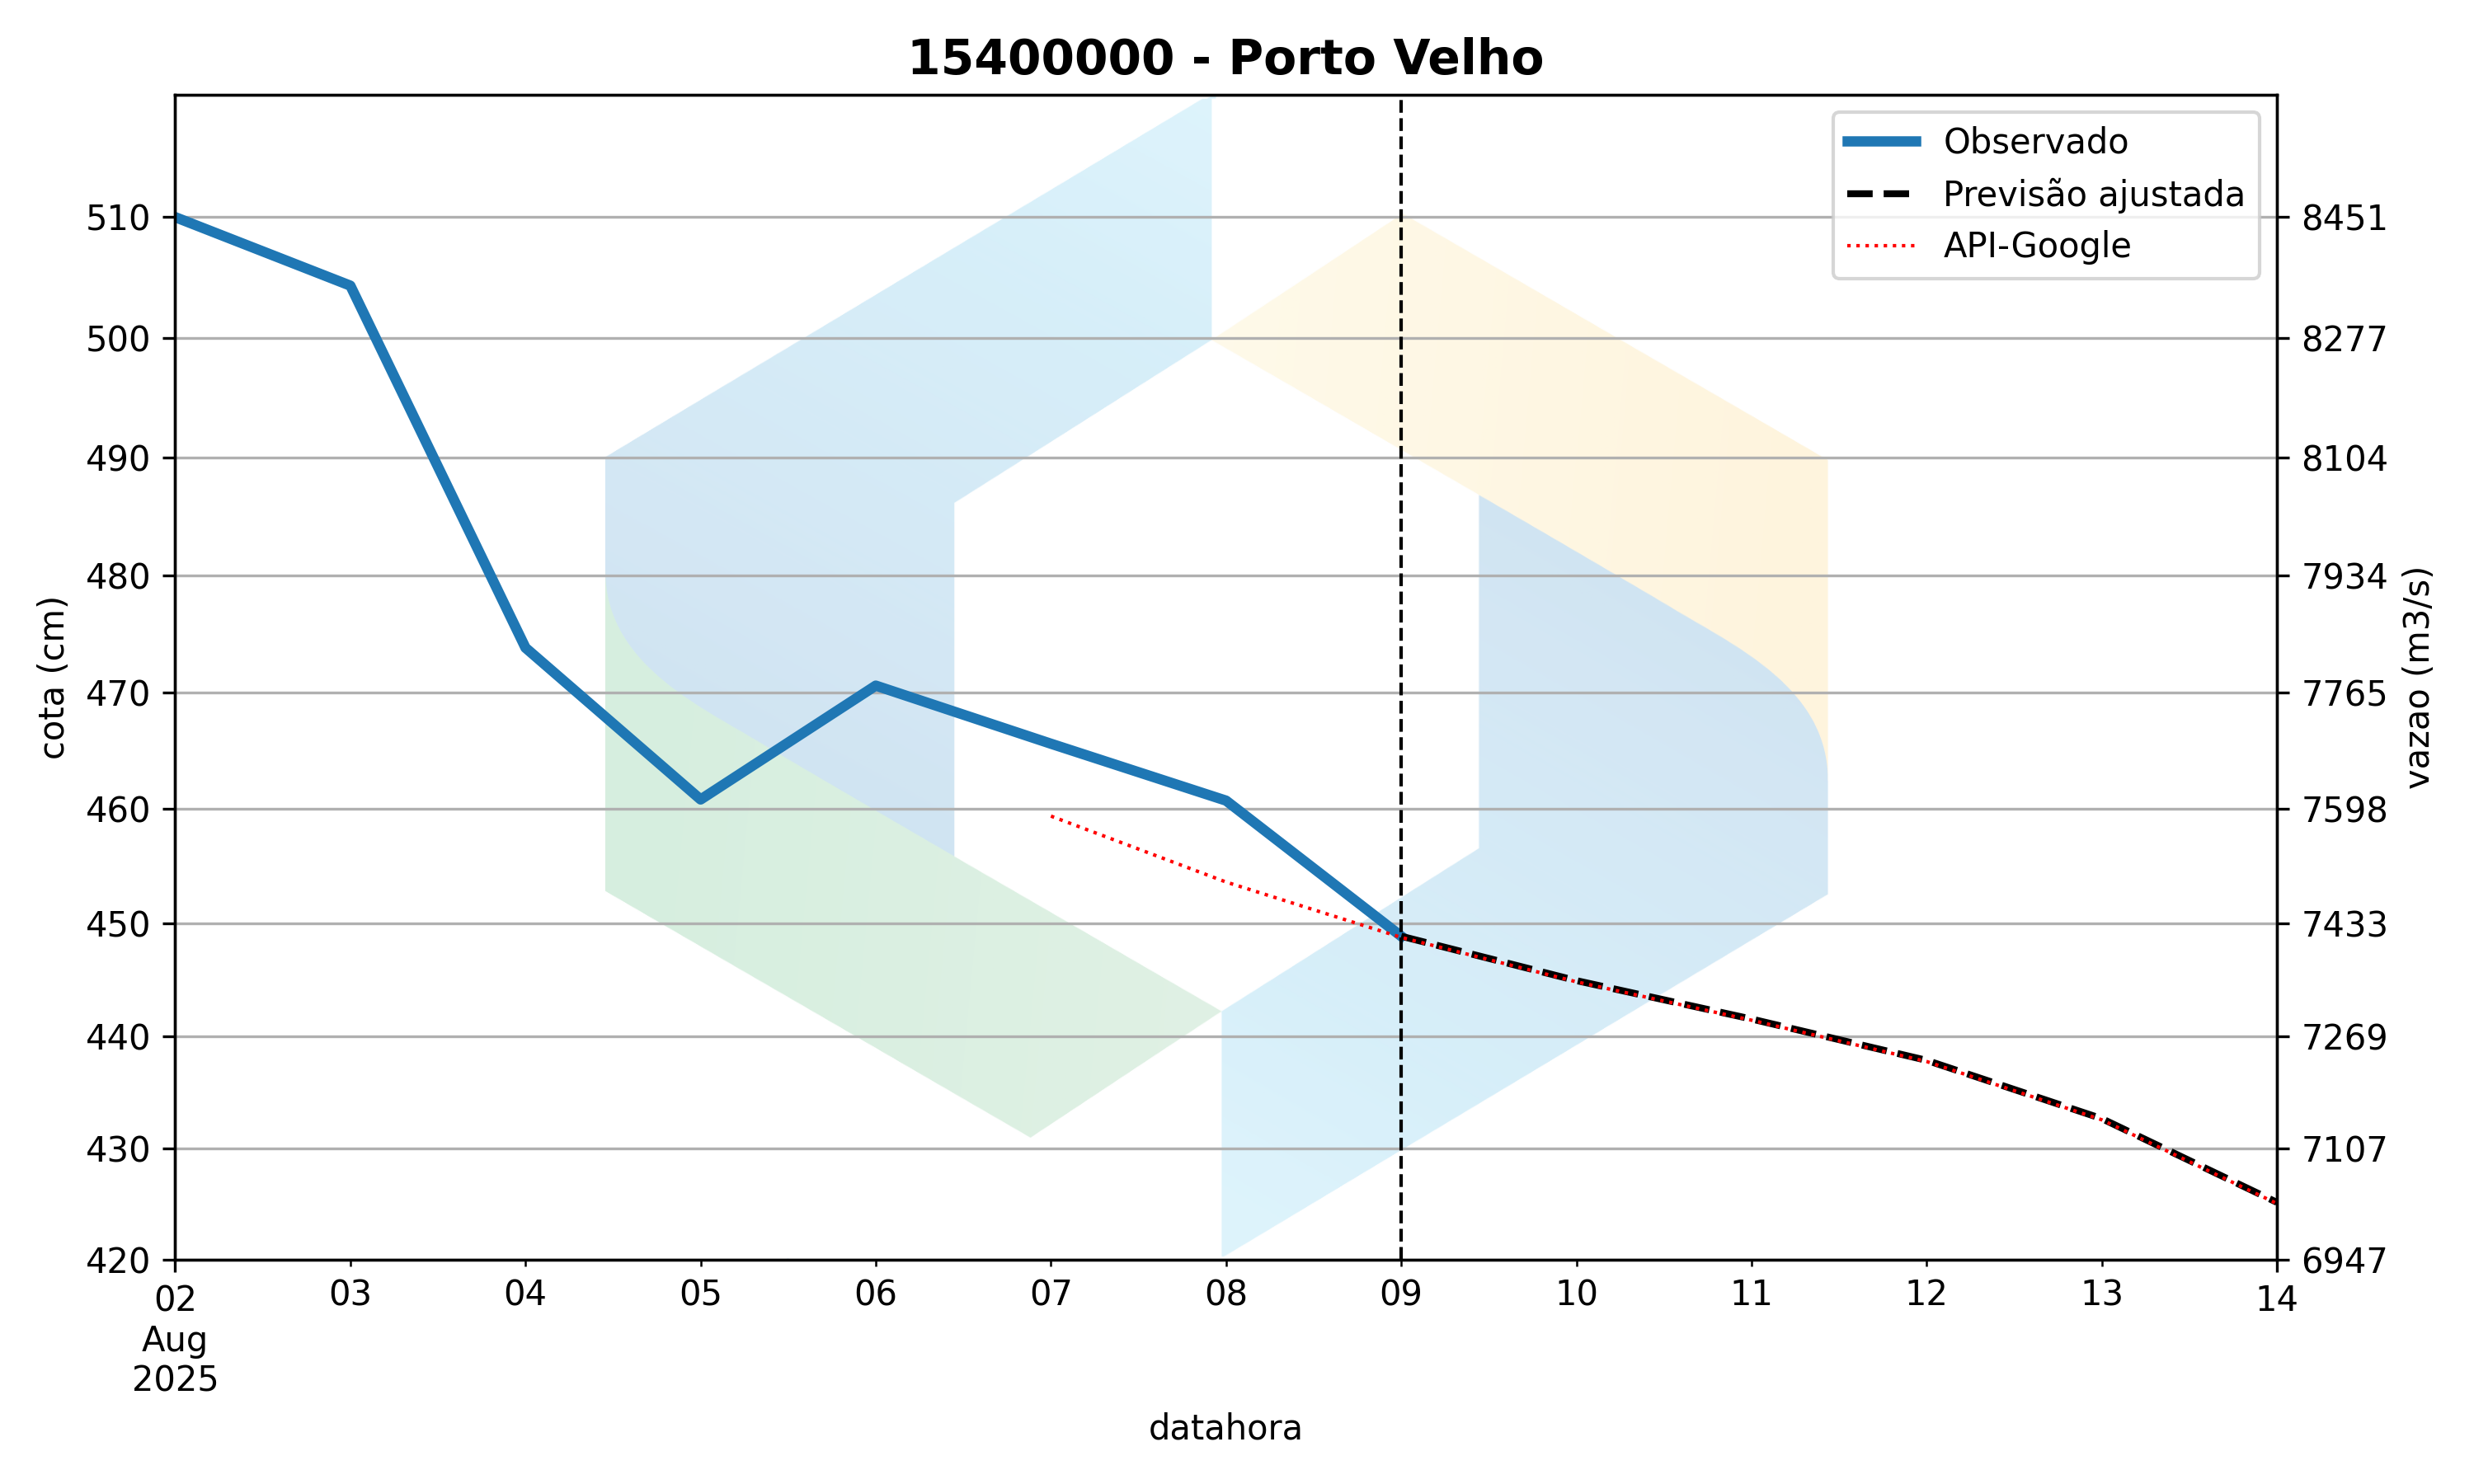 15400000 - Porto Velho
Observado
Previsão ajustada
API-Google
510
500
490
480
470
460
450
440
430
420
cota (cm)
8451
8277
8104
7934
7765
7598
7433
7269
7107
6947
vazao (m3/s)
02 03 04 05 06 07 08 09 10 11 12 13 14
Aug
2025
datahora